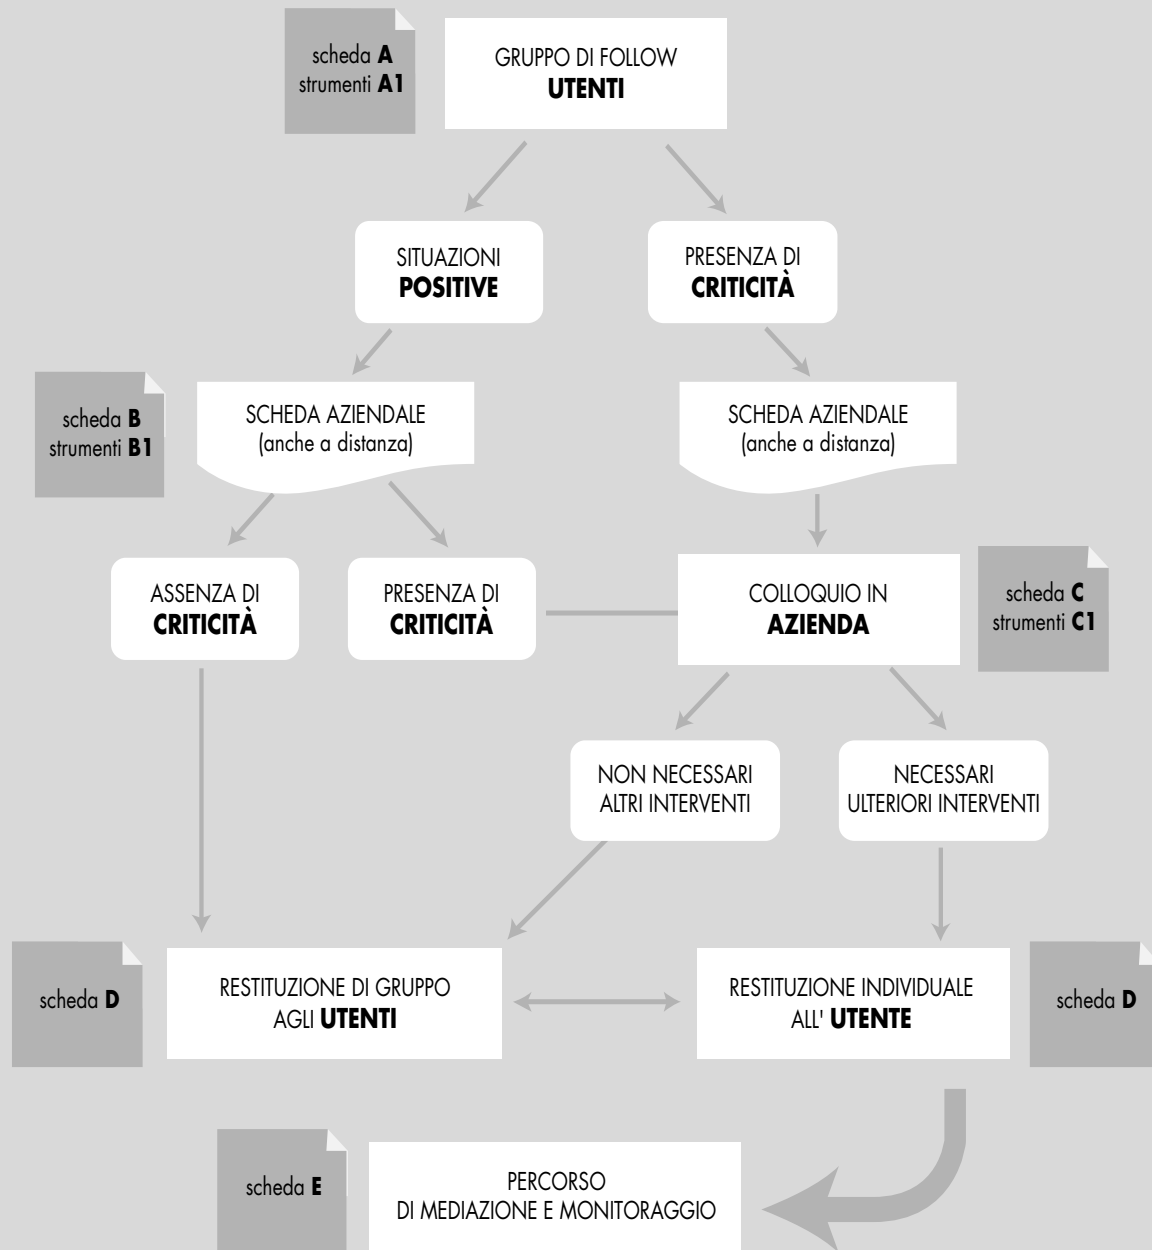 scheda A
strumenti A1
GRUPPO DI FOLLOW
UTENTI
SITUAZIONI
POSITIVE
PRESENZA DI
CRITICITÀ
scheda B
strumenti B1
SCHEDA AZIENDALE
(anche a distanza)
SCHEDA AZIENDALE
(anche a distanza)
ASSENZA DI
CRITICITÀ
PRESENZA DI
CRITICITÀ
COLLOQUIO IN
AZIENDA
scheda C
strumenti C1
NON NECESSARI
ALTRI INTERVENTI
NECESSARI
ULTERIORI INTERVENTI
scheda D
RESTITUZIONE DI GRUPPO
AGLI UTENTI
RESTITUZIONE INDIVIDUALE
ALL' UTENTE
scheda D
scheda E
PERCORSO
DI MEDIAZIONE E MONITORAGGIO